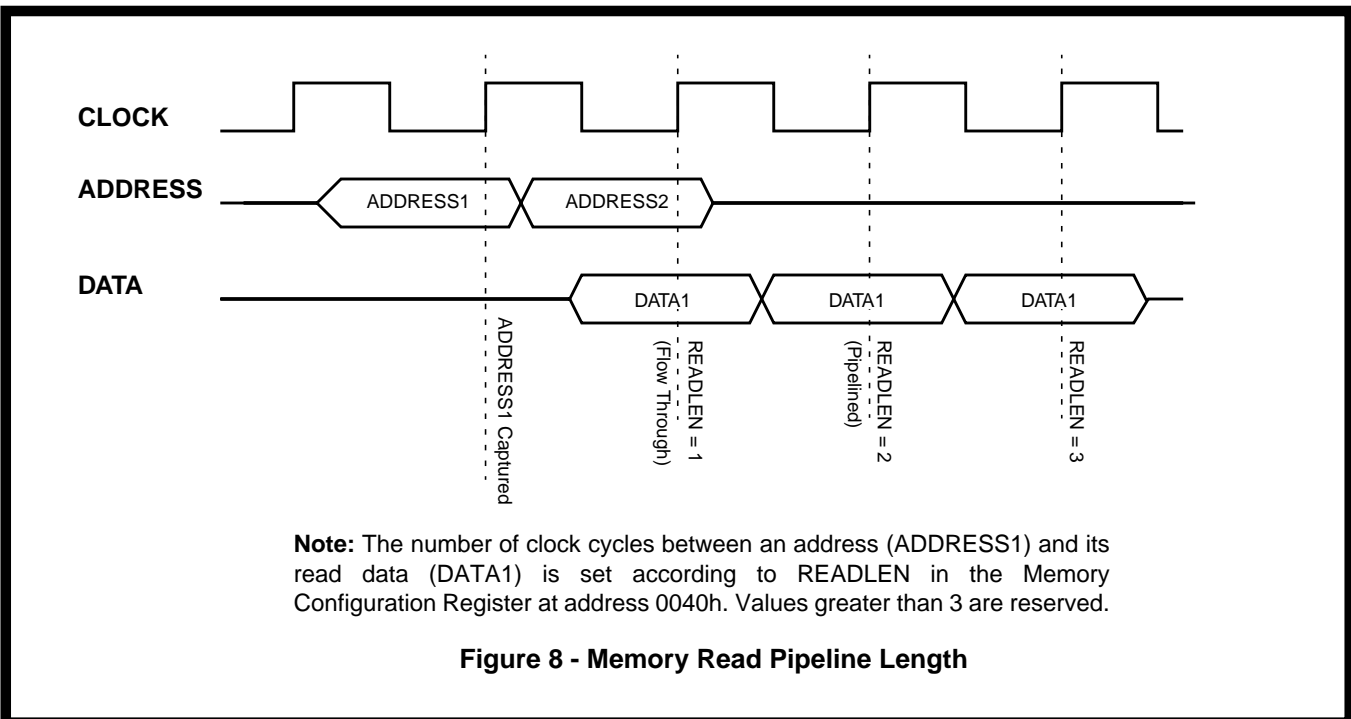 CLOCK
ADDRESS
ADDRESS1
ADDRESS2
DATA
DATA1
DATA1
DATA1
ADDRESS1 Captured
READLEN = 1
(Flow Through)
READLEN = 2
(Pipelined)
READLEN = 3
Note: The number of clock cycles between an address (ADDRESS1) and its
read data (DATA1) is set according to READLEN in the Memory
Configuration Register at address 0040h. Values greater than 3 are reserved.
Figure 8 - Memory Read Pipeline Length